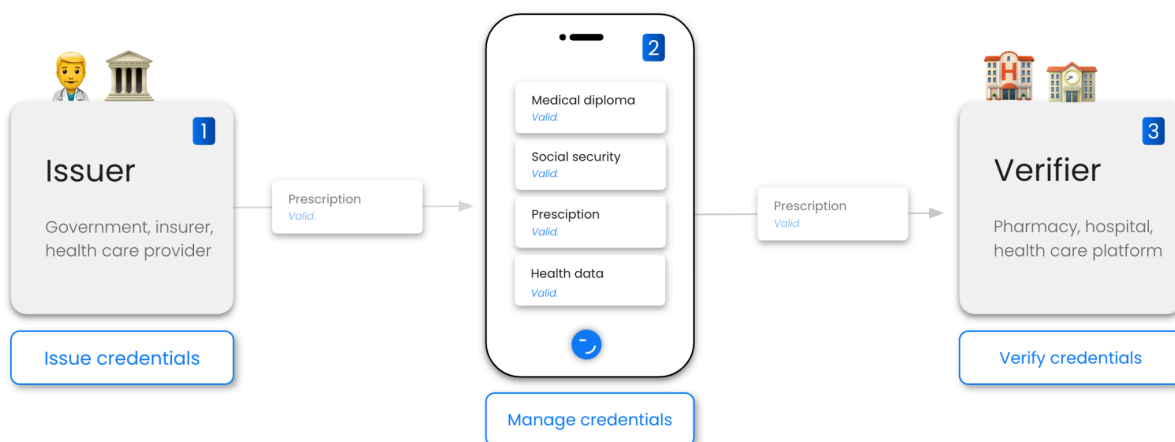 1
Issuer
Government, insurer,
health care provider
Issue credentials
Prescription
Valid.
2
Medical diploma
Valid.
Social security
Valid.
Presciption
Valid.
Health data
Valid.
Manage credentials
Prescription
Valid.
H
3
Verifier
Pharmacy, hospital,
health care platform
Verify credentials